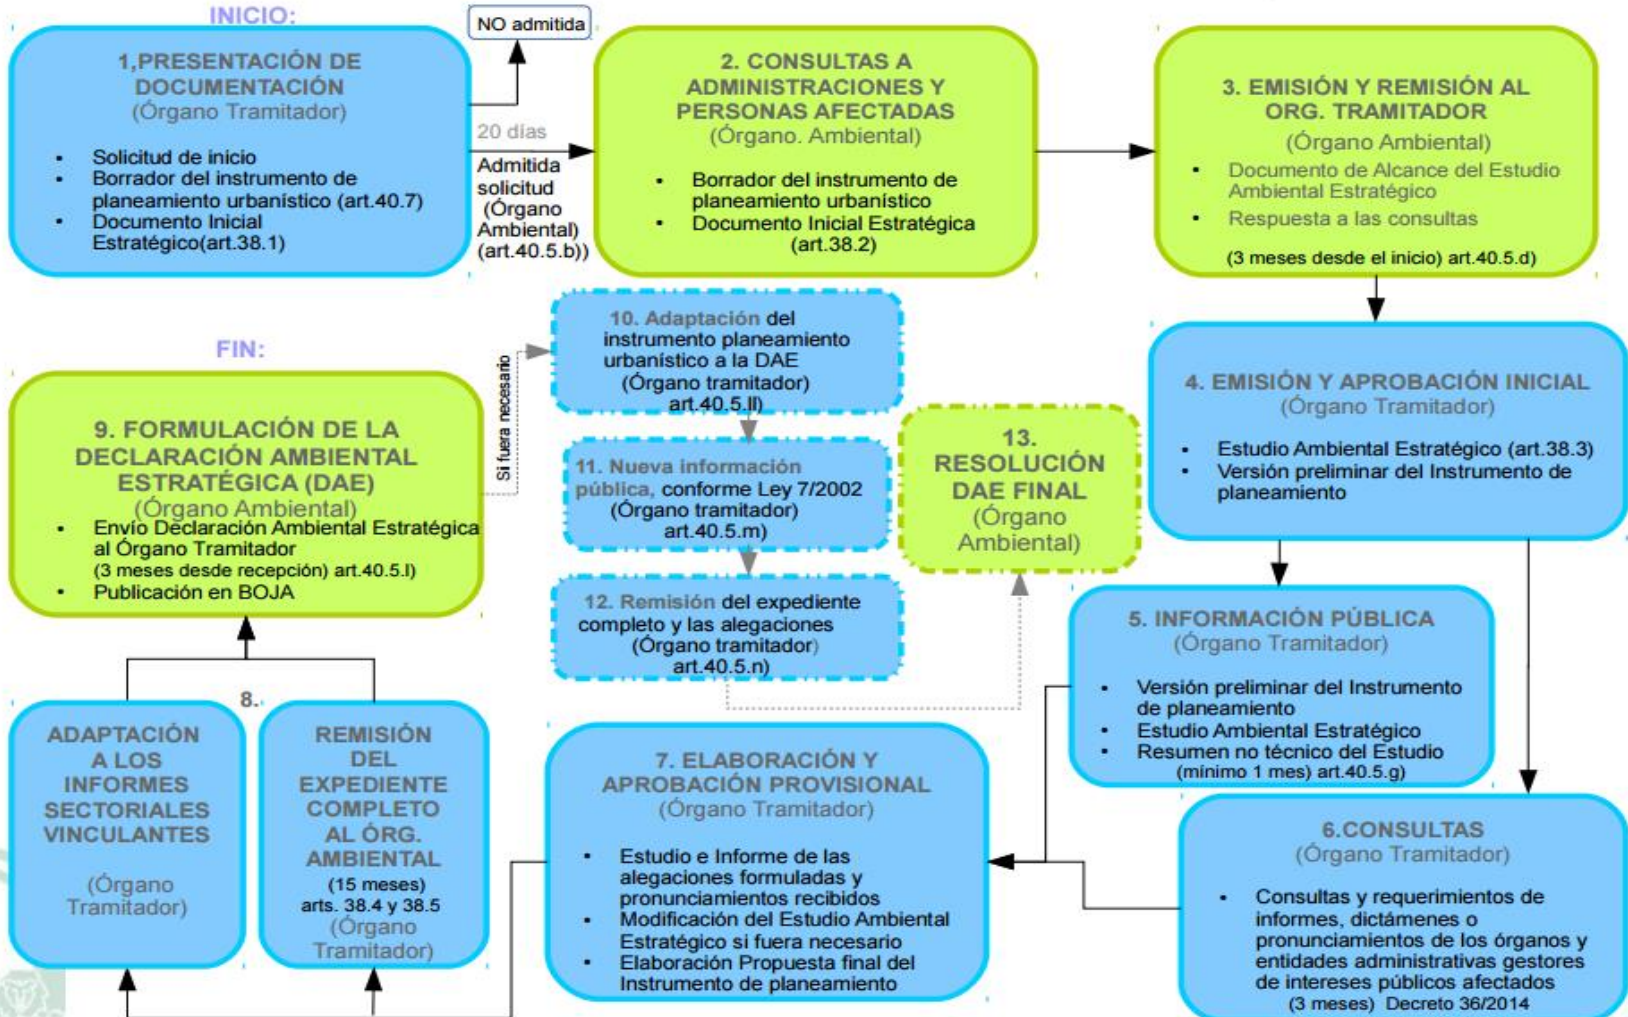 INICIO:
NO admitida
1,PRESENTACIÓN DE
DOCUMENTACIÓN
(Órgano Tramitador)
• Solicitud de inicio
• Borrador del instrumento de
planeamiento urbanístico (art.40.7)
• Documento Inicial
Estratégico(art.38.1)
20 días
Admitida
solicitud
(Órgano
Ambiental)
(art.40.5.b))
2. CONSULTAS A
ADMINISTRACIONES Y
PERSONAS AFECTADAS
(Órgano. Ambiental)
• Borrador del instrumento de
planeamiento urbanístico
• Documento Inicial Estratégica
(art.38.2)
3. EMISIÓN Y REMISIÓN AL
ORG. TRAMITADOR
(Órgano Ambiental)
• Documento de Alcance del Estudio
Ambiental Estratégico
• Respuesta a las consultas
(3 meses desde el inicio) art.40.5.d)
4. EMISIÓN Y APROBACIÓN INICIAL
(Órgano Tramitador)
• Estudio Ambiental Estratégico (art.38.3)
• Versión preliminar del Instrumento de
planeamiento
5. INFORMACIÓN PÚBLICA
(Órgano Tramitador)
• Versión preliminar del Instrumento
de planeamiento
• Estudio Ambiental Estratégico
• Resumen no técnico del Estudio
(mínimo 1 mes) art.40.5.g)
6.CONSULTAS
(Órgano Tramitador)
• Consultas y requerimientos de
informes, dictámenes o
pronunciamientos de los órganos y
entidades administrativas gestores
de intereses públicos afectados
(3 meses) Decreto 36/2014
7. ELABORACIÓN Y
APROBACIÓN PROVISIONAL
(Órgano Tramitador)
• Estudio e Informe de las
alegaciones formuladas y
pronunciamientos recibidos
• Modificación del Estudio Ambiental
Estratégico si fuera necesario
• Elaboración Propuesta final del
Instrumento de planeamiento
8.
ADAPTACIÓN
A LOS
INFORMES
SECTORIALES
VINCULANTES
(Órgano
Tramitador)
REMISIÓN
DEL
EXPEDIENTE
COMPLETO
AL ÓRG.
AMBIENTAL
(15 meses)
arts. 38.4 y 38.5
(Órgano
Tramitador)
FIN:
9. FORMULACIÓN DE LA
DECLARACIÓN AMBIENTAL
ESTRATÉGICA (DAE)
(Órgano Ambiental)
• Envío Declaración Ambiental Estratégica
al Órgano Tramitador
(3 meses desde recepción) art.40.5.l)
• Publicación en BOJA
Si fuera necesario
10. Adaptación del
instrumento planeamiento
urbanístico a la DAE
(Órgano tramitador)
art.40.5.ll)
11. Nueva información
pública, conforme Ley 7/2002
(Órgano tramitador)
art.40.5.m)
12. Remisión del expediente
completo y las alegaciones
(Órgano tramitador)
art.40.5.n)
13.
RESOLUCIÓN
DAE FINAL
(Órgano
Ambiental)